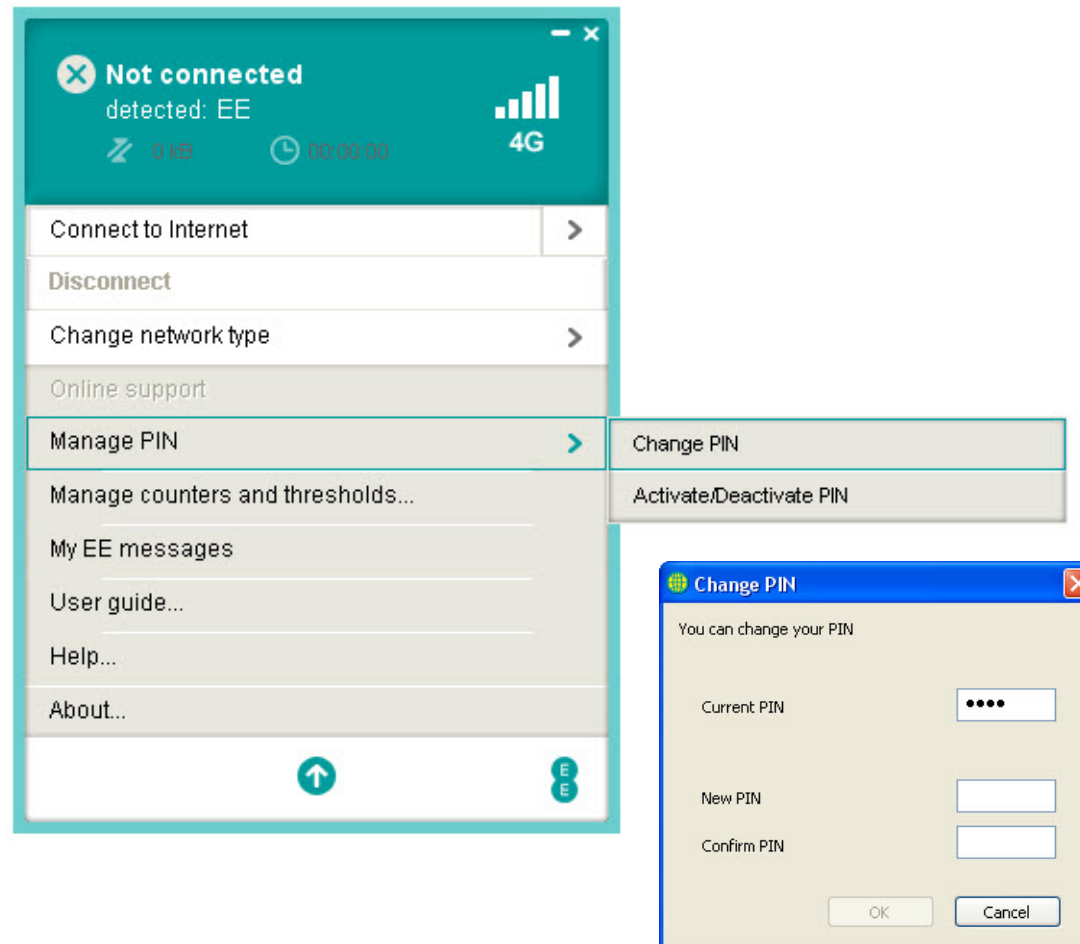 Not connected
detected: EE
0 kB 00:00:00
4G
Connect to Internet
Disconnect
Change network type
Online support
Manage PIN
Change PIN
Activate/Deactivate PIN
Manage counters and thresholds...
My EE messages
User guide...
Help...
About...
E
E
Change PIN
You can change your PIN
Current PIN
New PIN
Confirm PIN
OK Cancel